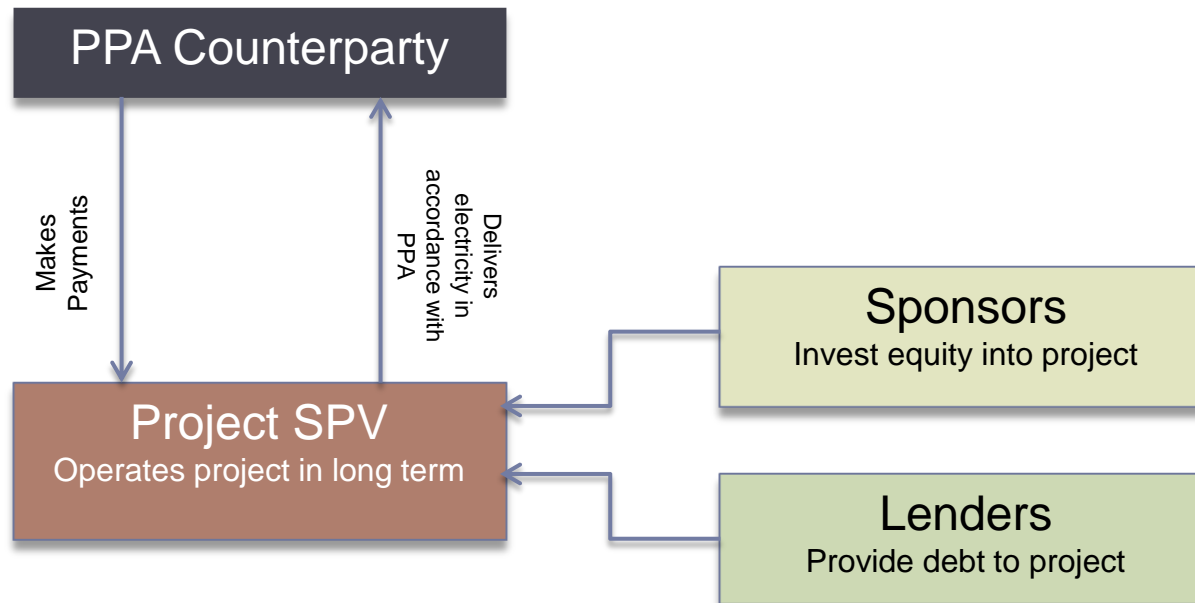 PPA Counterparty
Makes
Payments
Delivers
electricity in
accordance with
PPA
Sponsors
Invest equity into project
Project SPV
Operates project in long term
Lenders
Provide debt to project